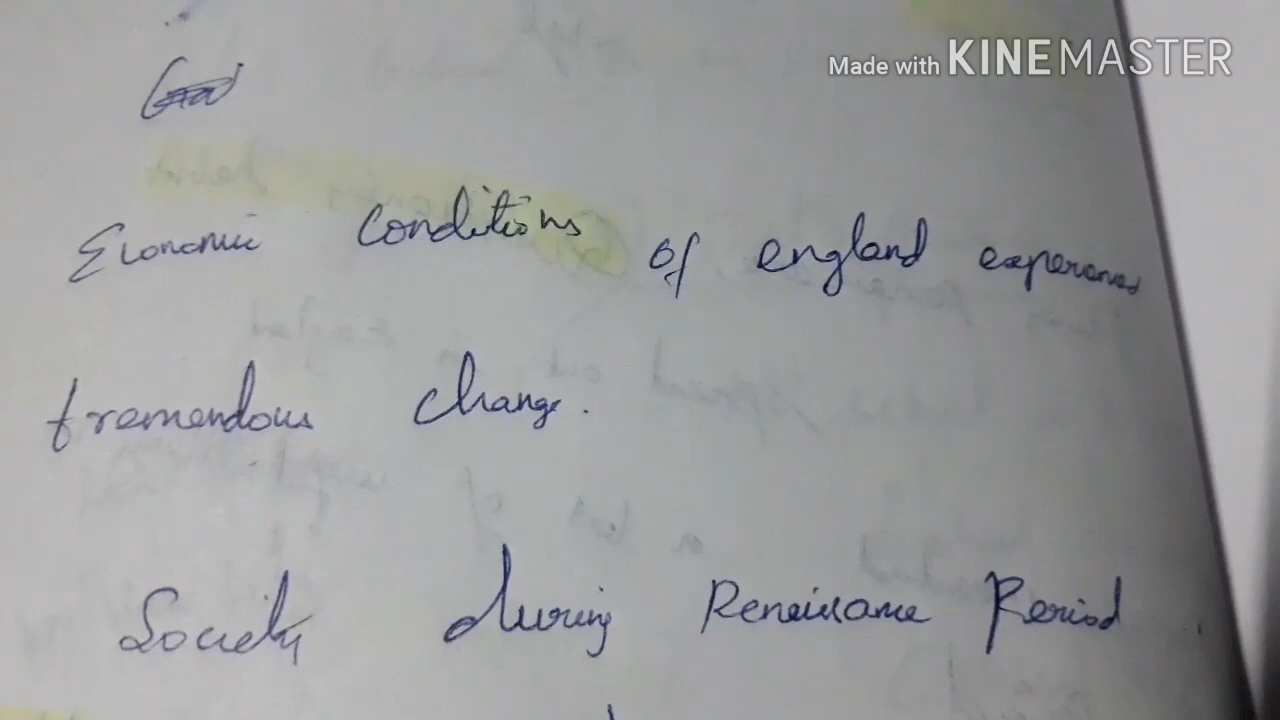 Made with KINEMASTER
Economic Conditions of england experienced
tremendous change.
Society during Renaissance Period